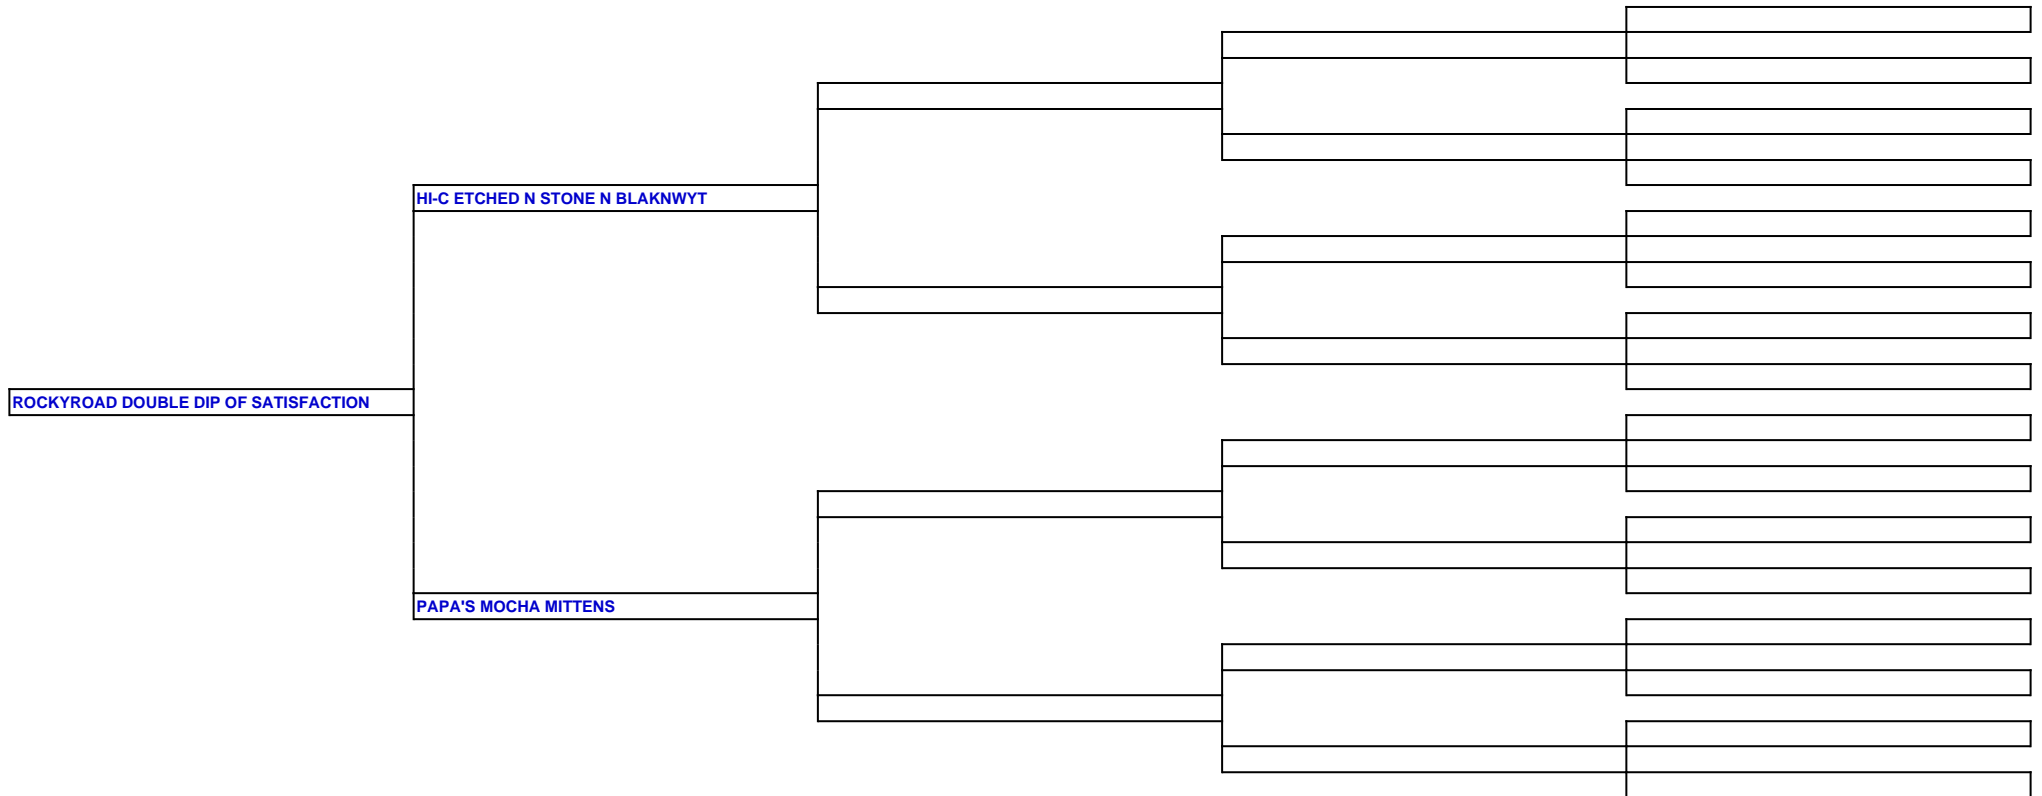 HI-C ETCHED N STONE N BLAKNWYT
ROCKYROAD DOUBLE DIP OF SATISFACTION
PAPA'S MOCHA MITTENS